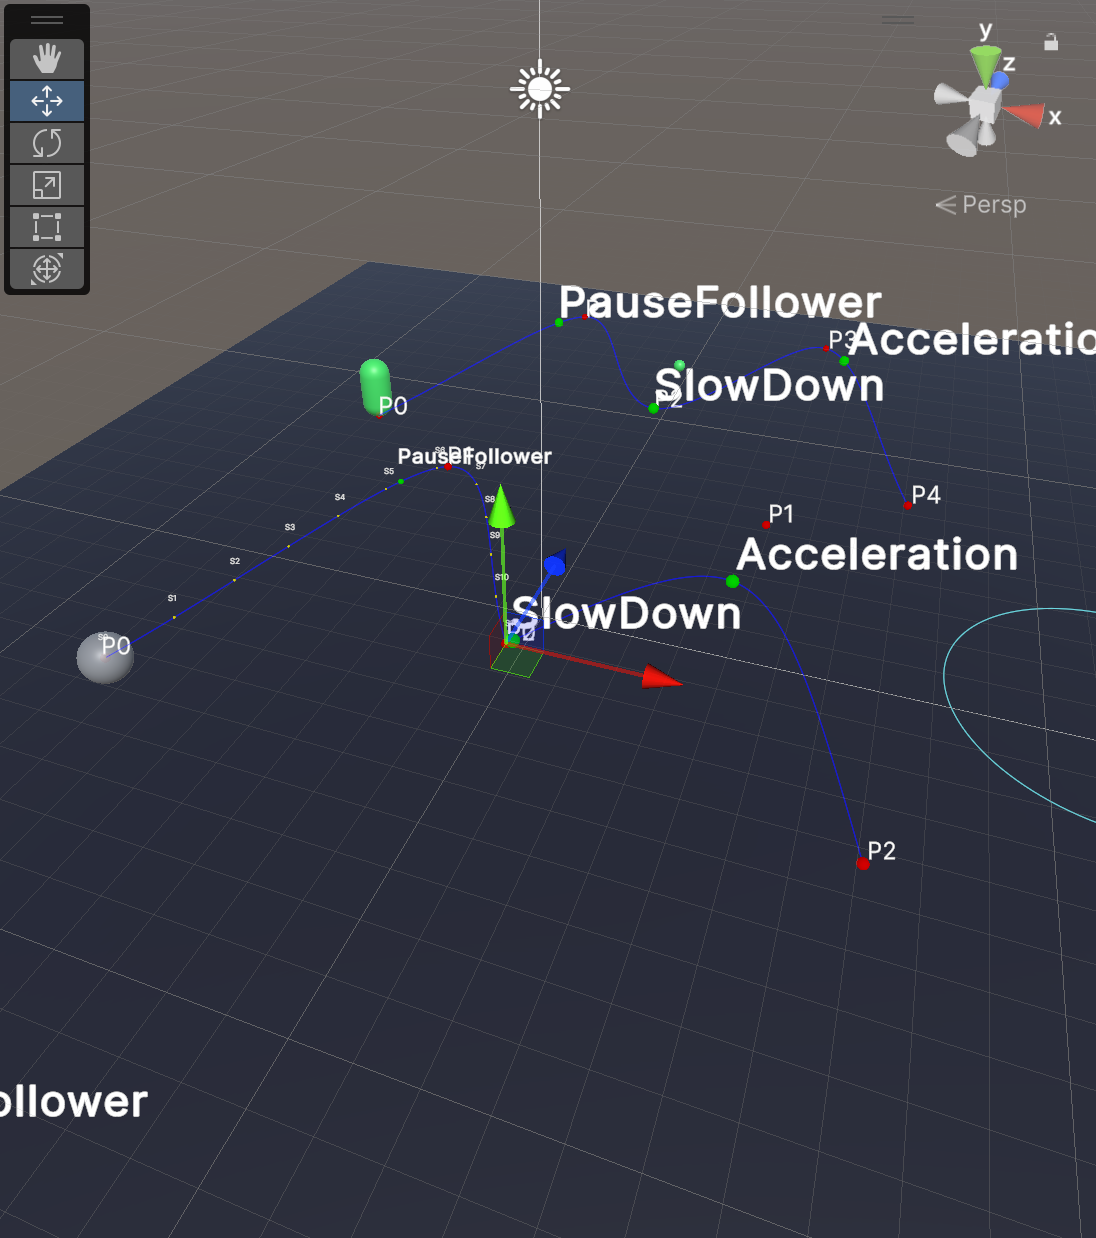 y
z
x
Persp
PauseFollower
P3
Acceleratio
SlowDown
P2
P0
PauseFollower
S5
S7
S4
S8
P4
P1
S3
S9
Acceleration
S2
S10
S1
SlowDown
P0
P2
ollower